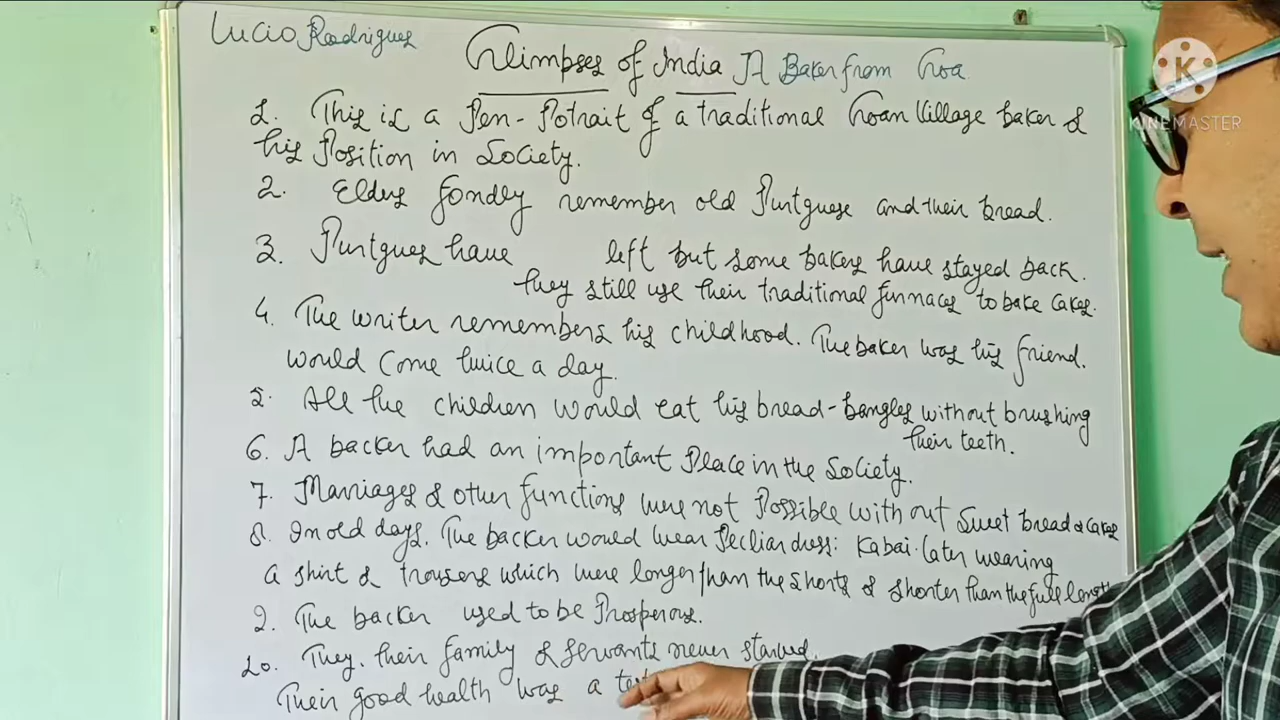 Lucio Rodrigues
Glimpses of India A Baker from Goa
1. This is a Pen-Potrait of a traditional Goan Village baker &
his Position in Society.
2. Elders fondly remember old Purtguese and their bread.
3. Purtgues have left but some bakers have stayed back.
they still use their traditional furnaces to bake cakes.
4. The writer remembers his childhood. The baker was his friend.
would come twice a day.
5. All the children would eat his bread-bangles without brushing
their teeth.
6. A backer had an important Place in the Society.
7. Marriages & other functions were not Possible without Sweet bread & cakes
8. In old days. The backer would wear Pecliar dress: Kabai. later wearing
a shirt & trousers which were longer than the shorts & shorter than the full length
9. The backer used to be Prosperous.
10. They, their family & servants never starved.
Their good health was a
KINEMASTER